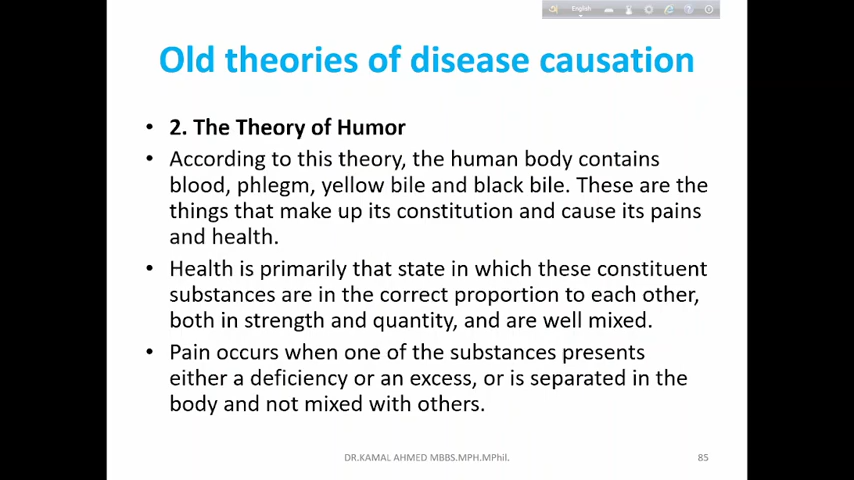 English
Old theories of disease causation
• 2. The Theory of Humor
• According to this theory, the human body contains
blood, phlegm, yellow bile and black bile. These are the
things that make up its constitution and cause its pains
and health.
• Health is primarily that state in which these constituent
substances are in the correct proportion to each other,
both in strength and quantity, and are well mixed.
• Pain occurs when one of the substances presents
either a deficiency or an excess, or is separated in the
body and not mixed with others.
DR.KAMAL AHMED MBBS.MPH.MPhil.
85